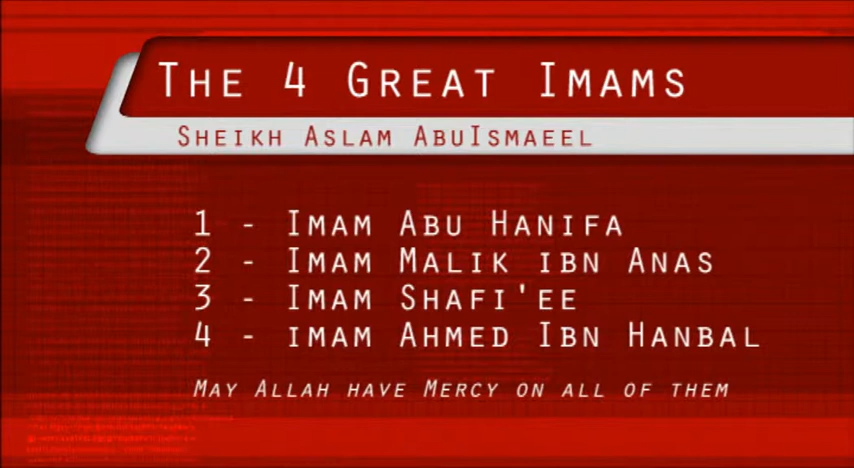 The 4 Great Imams
Sheikh Aslam AbuIsmaeel
1 - Imam Abu Hanifa
2 - Imam Malik ibn Anas
3 - Imam Shafi'ee
4 - imam Ahmed Ibn Hanbal
May Allah have Mercy on all of them